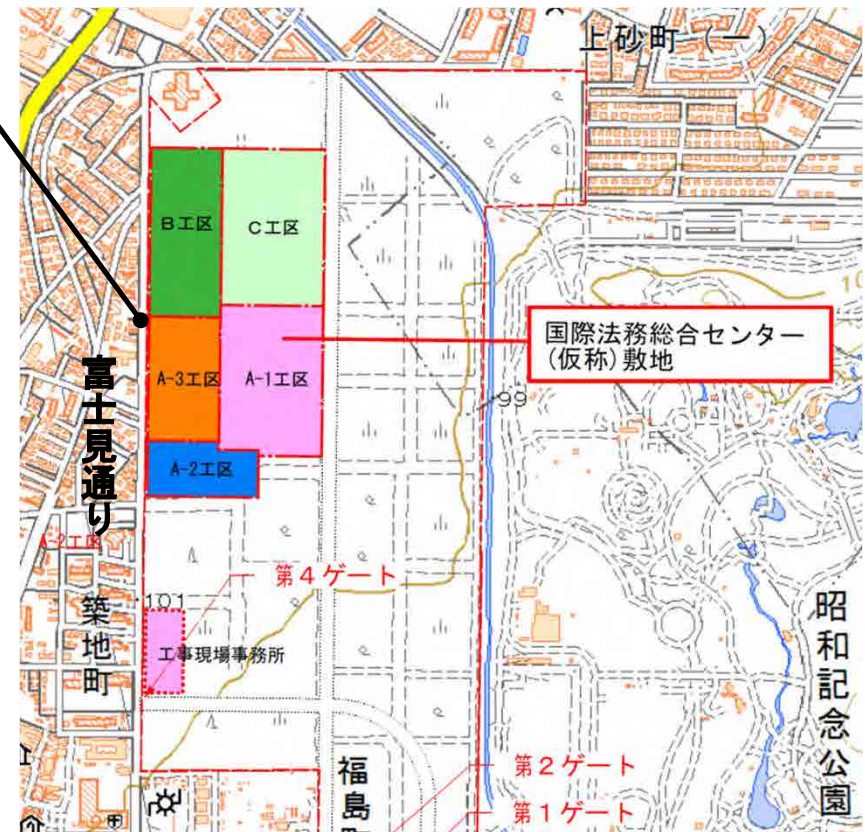 上砂町(一)
B工区
C工区
国際法務総合センター
(仮称)敷地
A-3工区
A-1工区
99
富士見通り
A-2工区
A-2工区
第4ゲート
101
築地町
工事現場事務所
昭和記念公園
福島
第2ゲート
第1ゲート